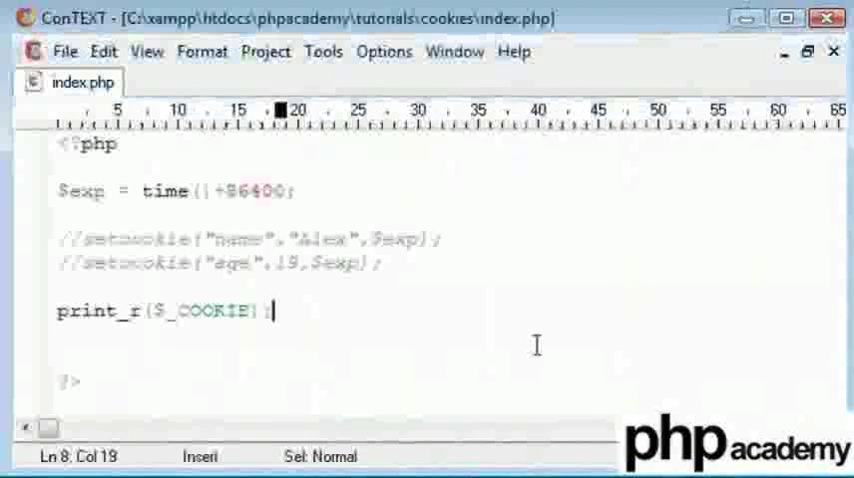 ConTEXT - [C:\xampp\htdocs\phpacademy\tutorials\cookies\index.php]
File Edit View Format Project Tools Options Window Help
index.php
5 10 15 20 25 30 35 40 45 50 55 60 65
<?php
$exp = time()+86400;
//setcookie("name","Alex",$exp);
//setcookie("age",19,$exp);
print_r($_COOKIE);
?>
Ln 8, Col 19 Insert Sel: Normal
php academy